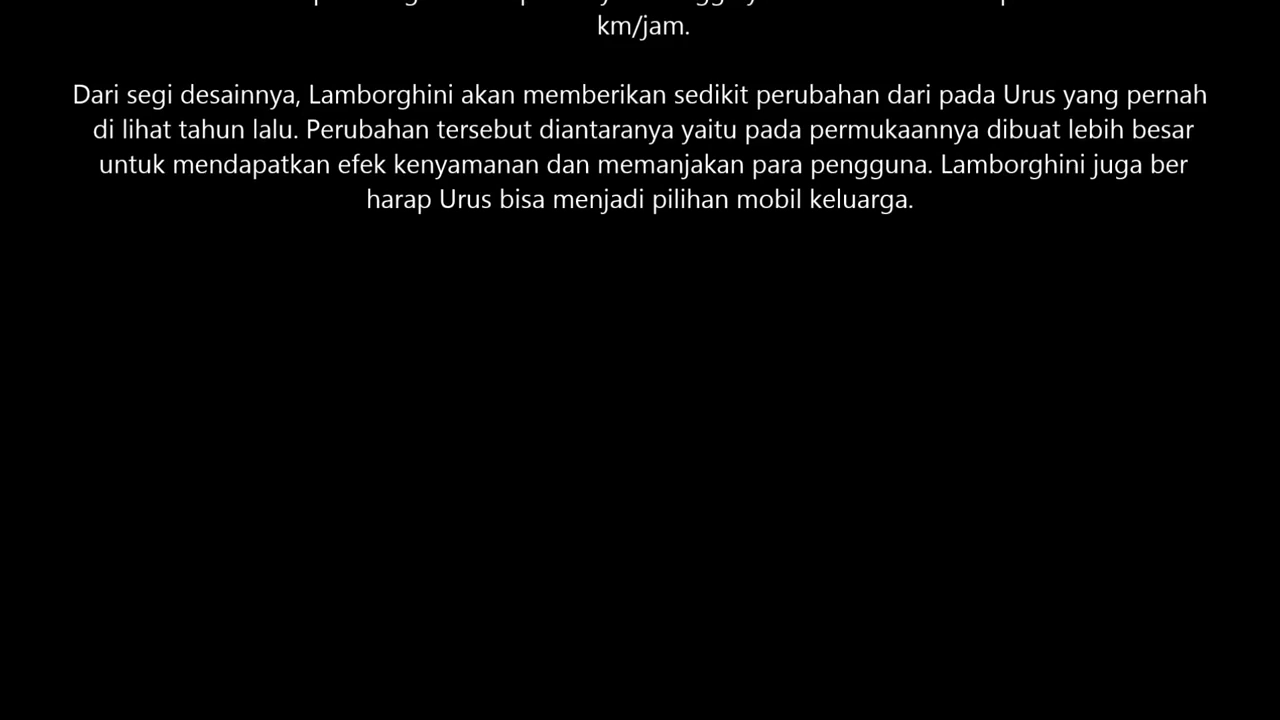 km/jam.
Dari segi desainnya, Lamborghini akan memberikan sedikit perubahan dari pada Urus yang pernah
di lihat tahun lalu. Perubahan tersebut diantaranya yaitu pada permukaannya dibuat lebih besar
untuk mendapatkan efek kenyamanan dan memanjakan para pengguna. Lamborghini juga ber
harap Urus bisa menjadi pilihan mobil keluarga.